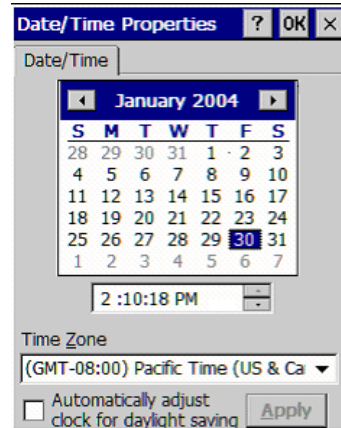 Date/Time Properties ? OK ×
Date/Time
January 2004
S M T W T F S
28 29 30 31 1 2 3
4 5 6 7 8 9 10
11 12 13 14 15 16 17
18 19 20 21 22 23 24
25 26 27 28 29 30 31
1 2 3 4 5 6 7
2 :10:18 PM
Time Zone
(GMT-08:00) Pacific Time (US & Ca
Automatically adjust
clock for daylight saving
Apply